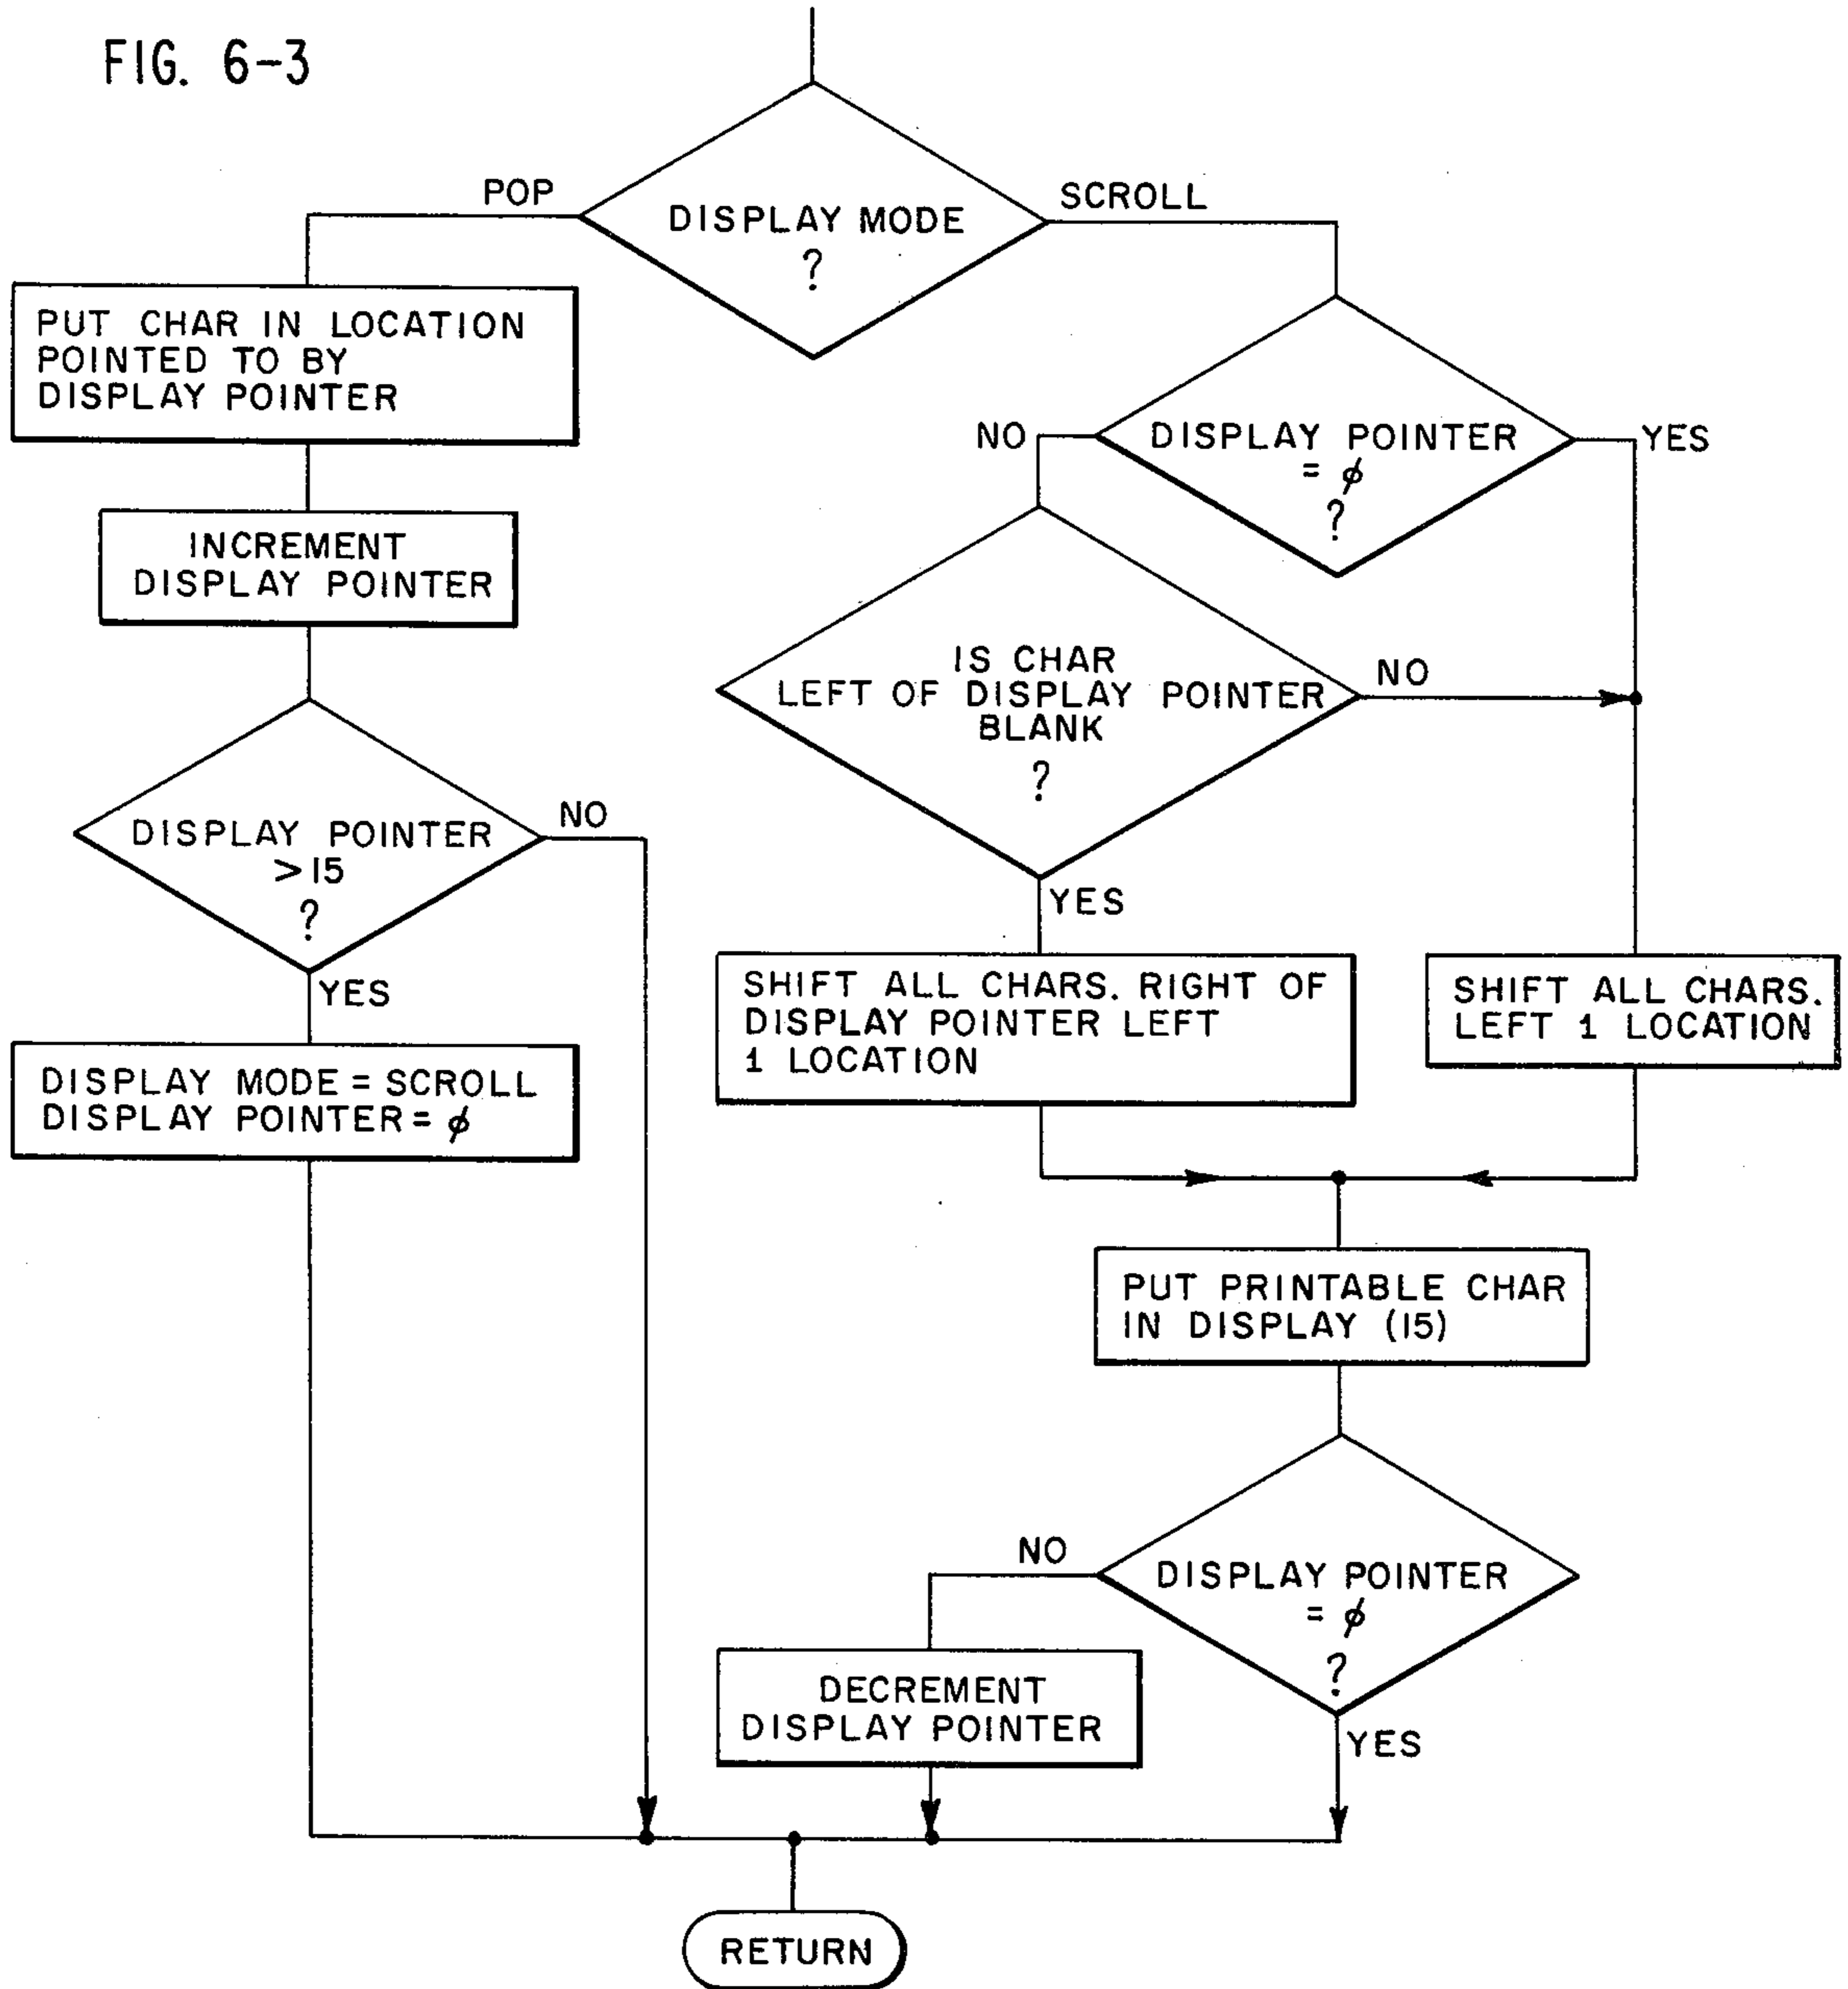 FIG. 6-3
DISPLAY MODE
?
POP
SCROLL
PUT CHAR IN LOCATION
POINTED TO BY
DISPLAY POINTER
INCREMENT
DISPLAY POINTER
DISPLAY POINTER
>15
?
NO
YES
DISPLAY MODE = SCROLL
DISPLAY POINTER = ϕ
DISPLAY POINTER
= ϕ
?
NO
YES
IS CHAR
LEFT OF DISPLAY POINTER
BLANK
?
NO
YES
SHIFT ALL CHARS. RIGHT OF
DISPLAY POINTER LEFT
1 LOCATION
SHIFT ALL CHARS.
LEFT 1 LOCATION
PUT PRINTABLE CHAR
IN DISPLAY (15)
DISPLAY POINTER
= ϕ
?
NO
YES
DECREMENT
DISPLAY POINTER
RETURN